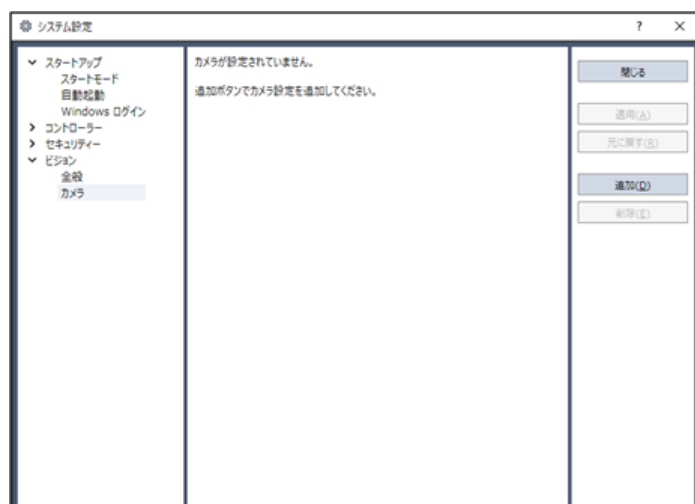 システム設定
?
×
スタートアップ
スタートモード
自動起動
Windows ログイン
コントローラー
セキュリティー
ビジョン
全般
カメラ
カメラが設定されていません。
追加ボタンでカメラ設定を追加してください。
閉じる
適用(A)
元に戻す(R)
追加(D)
削除(E)